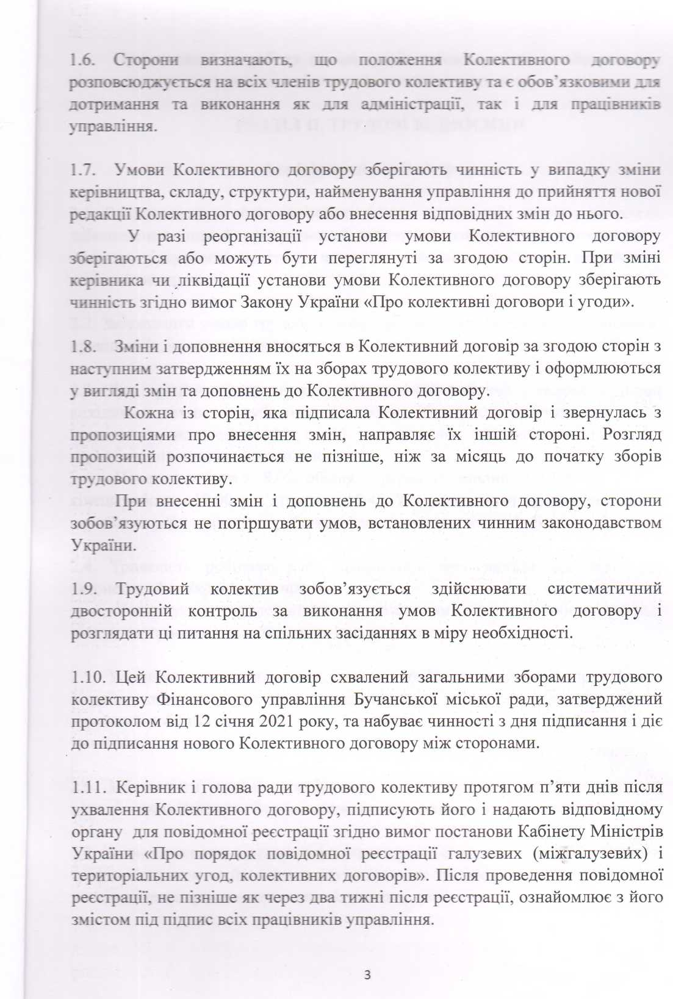 1.6. Сторони визначають, що положення Колективного договору
розповсюджується на всіх членів трудового колективу та є обов’язковими для
дотримання та виконання як для адміністрації, так і для працівників
управління.
1.7. Умови Колективного договору зберігають чинність у випадку зміни
керівництва, складу, структури, найменування управління до прийняття нової
редакції Колективного договору або внесення відповідних змін до нього.
У разі реорганізації установи умови Колективного договору
зберігаються або можуть бути переглянуті за згодою сторін. При зміні
керівника чи ліквідації установи умови Колективного договору зберігають
чинність згідно вимог Закону України «Про колективні договори і угоди».
1.8. Зміни і доповнення вносяться в Колективний договір за згодою сторін з
наступним затвердженням їх на зборах трудового колективу і оформлюються
у вигляді змін та доповнень до Колективного договору.
Кожна із сторін, яка підписала Колективний договір і звернулась з
пропозиціями про внесення змін, направляє їх іншій стороні. Розгляд
пропозицій розпочинається не пізніше, ніж за місяць до початку зборів
трудового колективу.
При внесенні змін і доповнень до Колективного договору, сторони
зобов’язуються не погіршувати умов, встановлених чинним законодавством
України.
1.9. Трудовий колектив зобов’язується здійснювати систематичний
двосторонній контроль за виконання умов Колективного договору і
розглядати ці питання на спільних засіданнях в міру необхідності.
1.10. Цей Колективний договір схвалений загальними зборами трудового
колективу Фінансового управління Бучанської міської ради, затверджений
протоколом від 12 січня 2021 року, та набуває чинності з дня підписання і діє
до підписання нового Колективного договору між сторонами.
1.11. Керівник і голова ради трудового колективу протягом п’яти днів після
ухвалення Колективного договору, підписують його і надають відповідному
органу для повідомної реєстрації згідно вимог постанови Кабінету Міністрів
України «Про порядок повідомної реєстрації галузевих (міжгалузевих) і
територіальних угод, колективних договорів». Після проведення повідомної
реєстрації, не пізніше як через два тижні після реєстрації, ознайомлює з його
змістом під підпис всіх працівників управління.
3